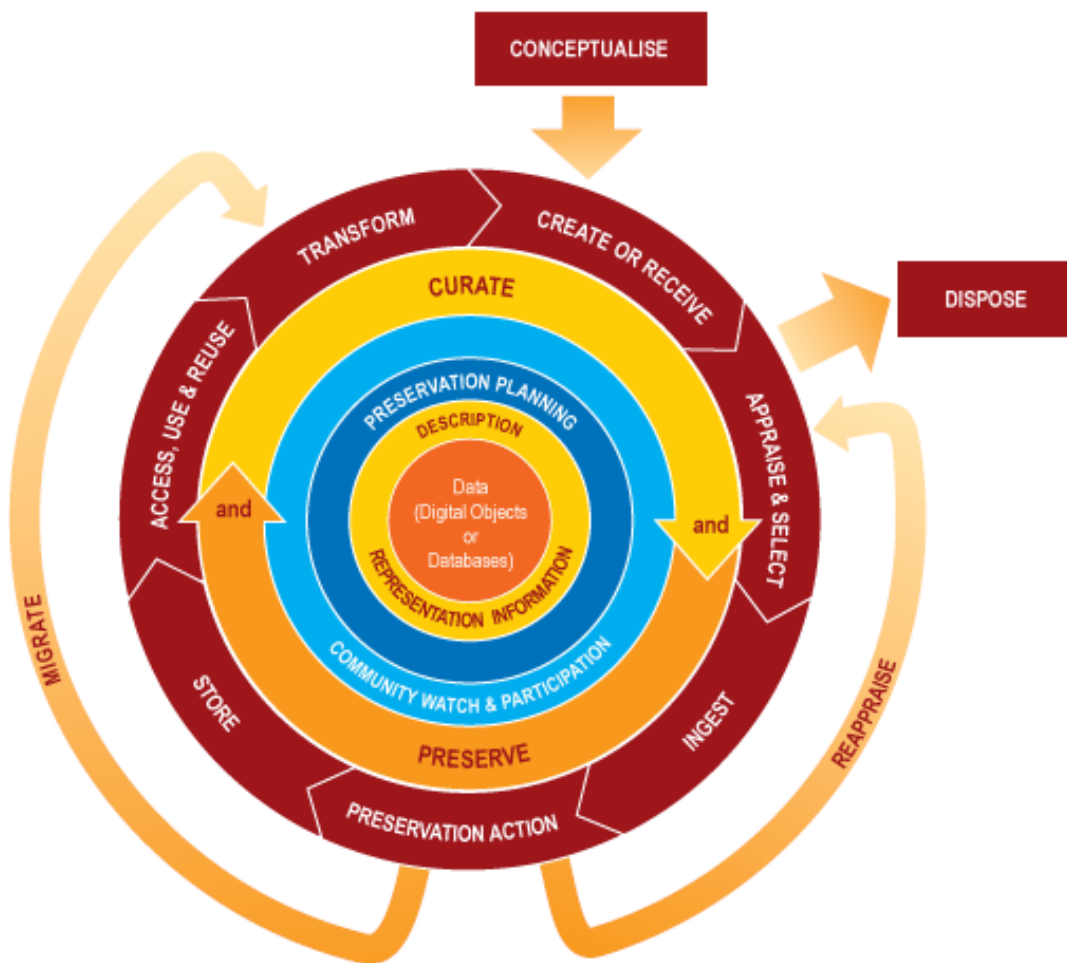 CONCEPTUALISE
CREATE OR RECEIVE
DISPOSE
APPRAISE & SELECT
REAPPRAISE
INGEST
PRESERVATION ACTION
MIGRATE
STORE
ACCESS, USE & REUSE
TRANSFORM
CURATE
and
PRESERVE
and
COMMUNITY WATCH & PARTICIPATION
PRESERVATION PLANNING
DESCRIPTION
REPRESENTATION INFORMATION
Data
(Digital Objects
or
Databases)